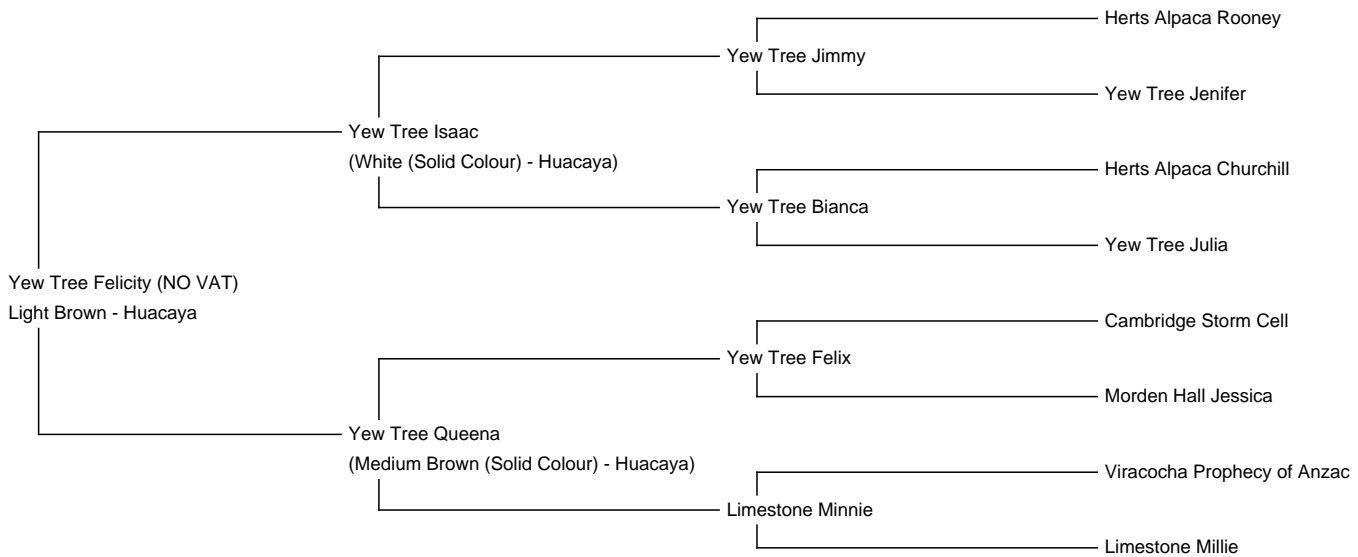 Herts Alpaca Rooney
Yew Tree Jimmy
Yew Tree Jenifer
Yew Tree Isaac
(White (Solid Colour) - Huacaya)
Herts Alpaca Churchill
Yew Tree Bianca
Yew Tree Julia
Yew Tree Felicity (NO VAT)
Light Brown - Huacaya
Cambridge Storm Cell
Yew Tree Felix
Morden Hall Jessica
Yew Tree Queena
(Medium Brown (Solid Colour) - Huacaya)
Viracocha Prophecy of Anzac
Limestone Minnie
Limestone Millie